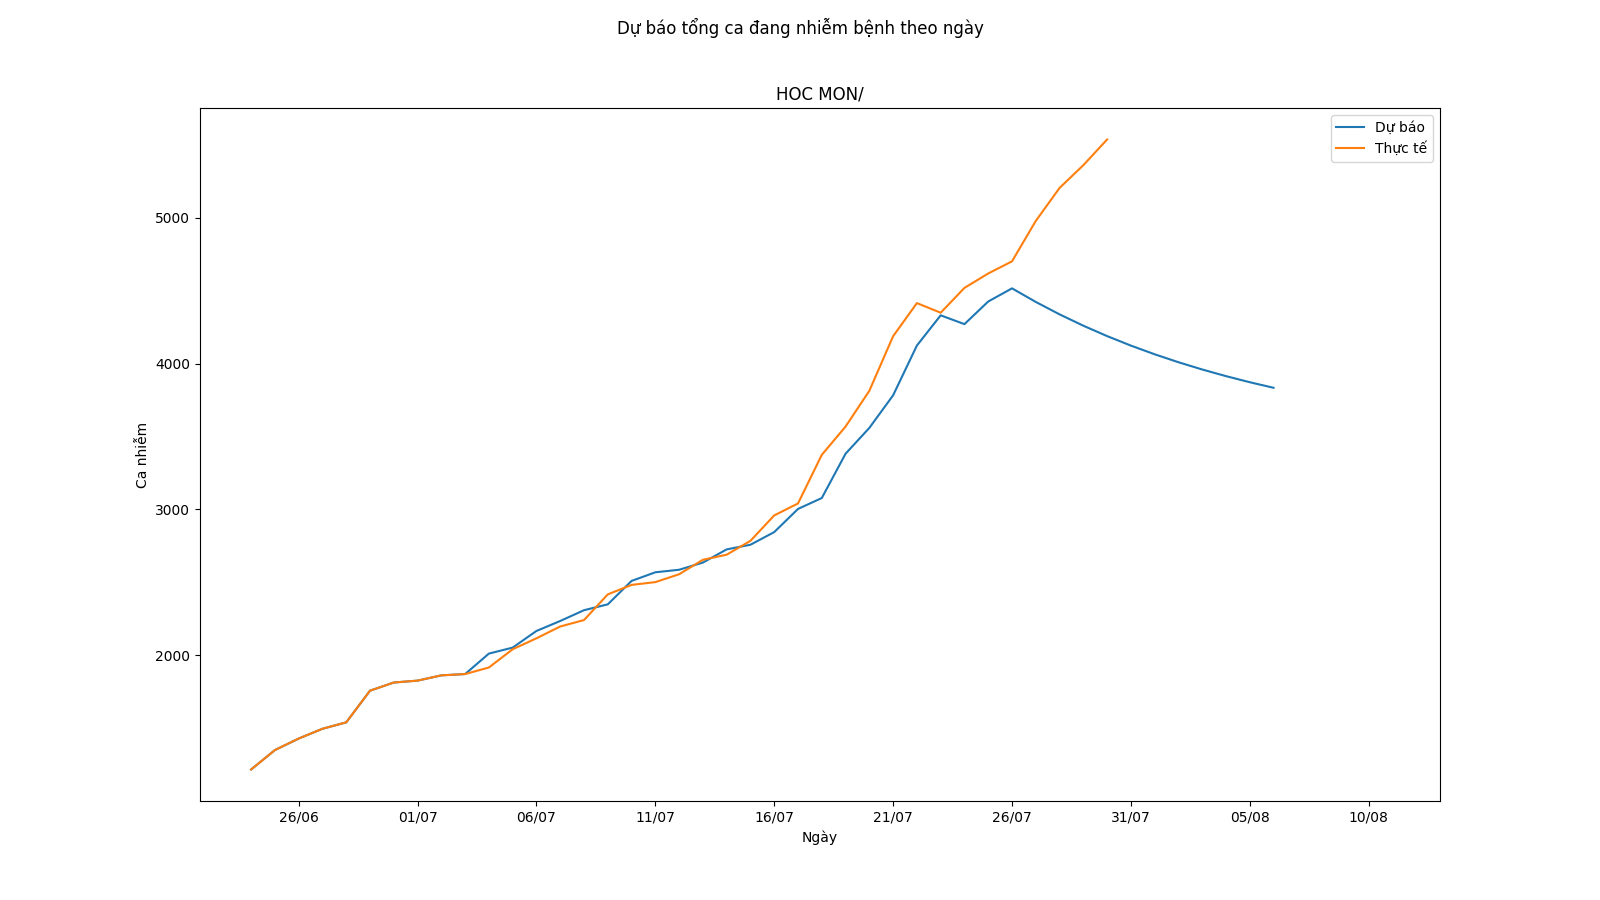 Dự báo tổng ca đang nhiễm bệnh theo ngày
HOC MON/
Dự báo
Thực tế
5000
4000
3000
2000
Ca nhiễm
26/06 01/07 06/07 11/07 16/07 21/07 26/07 31/07 05/08 10/08
Ngày